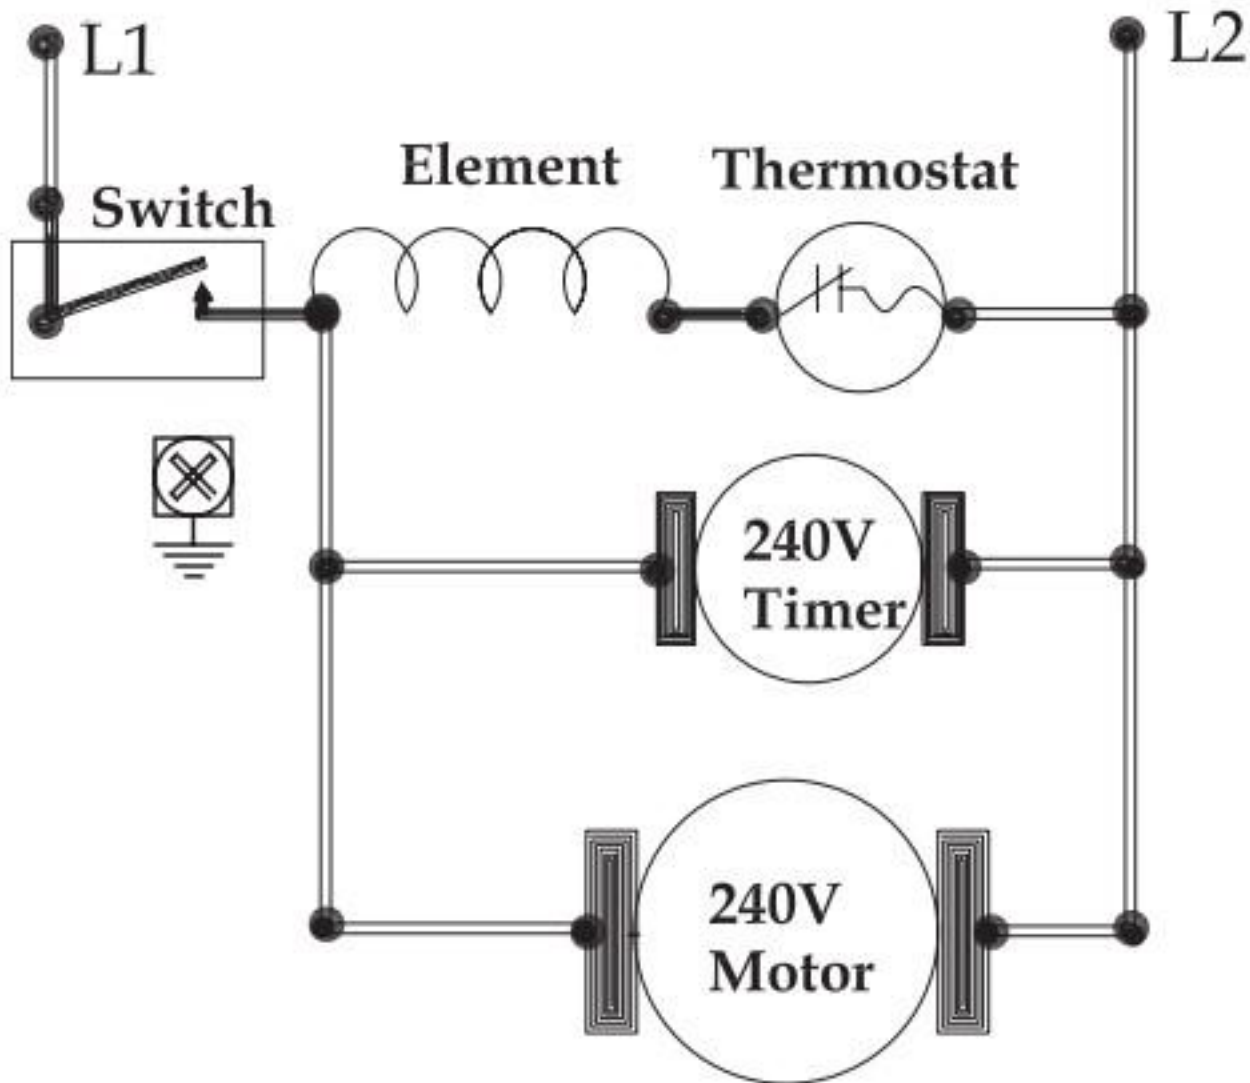 L1
L2
Element
Thermostat
Switch
240V
Timer
240V
Motor